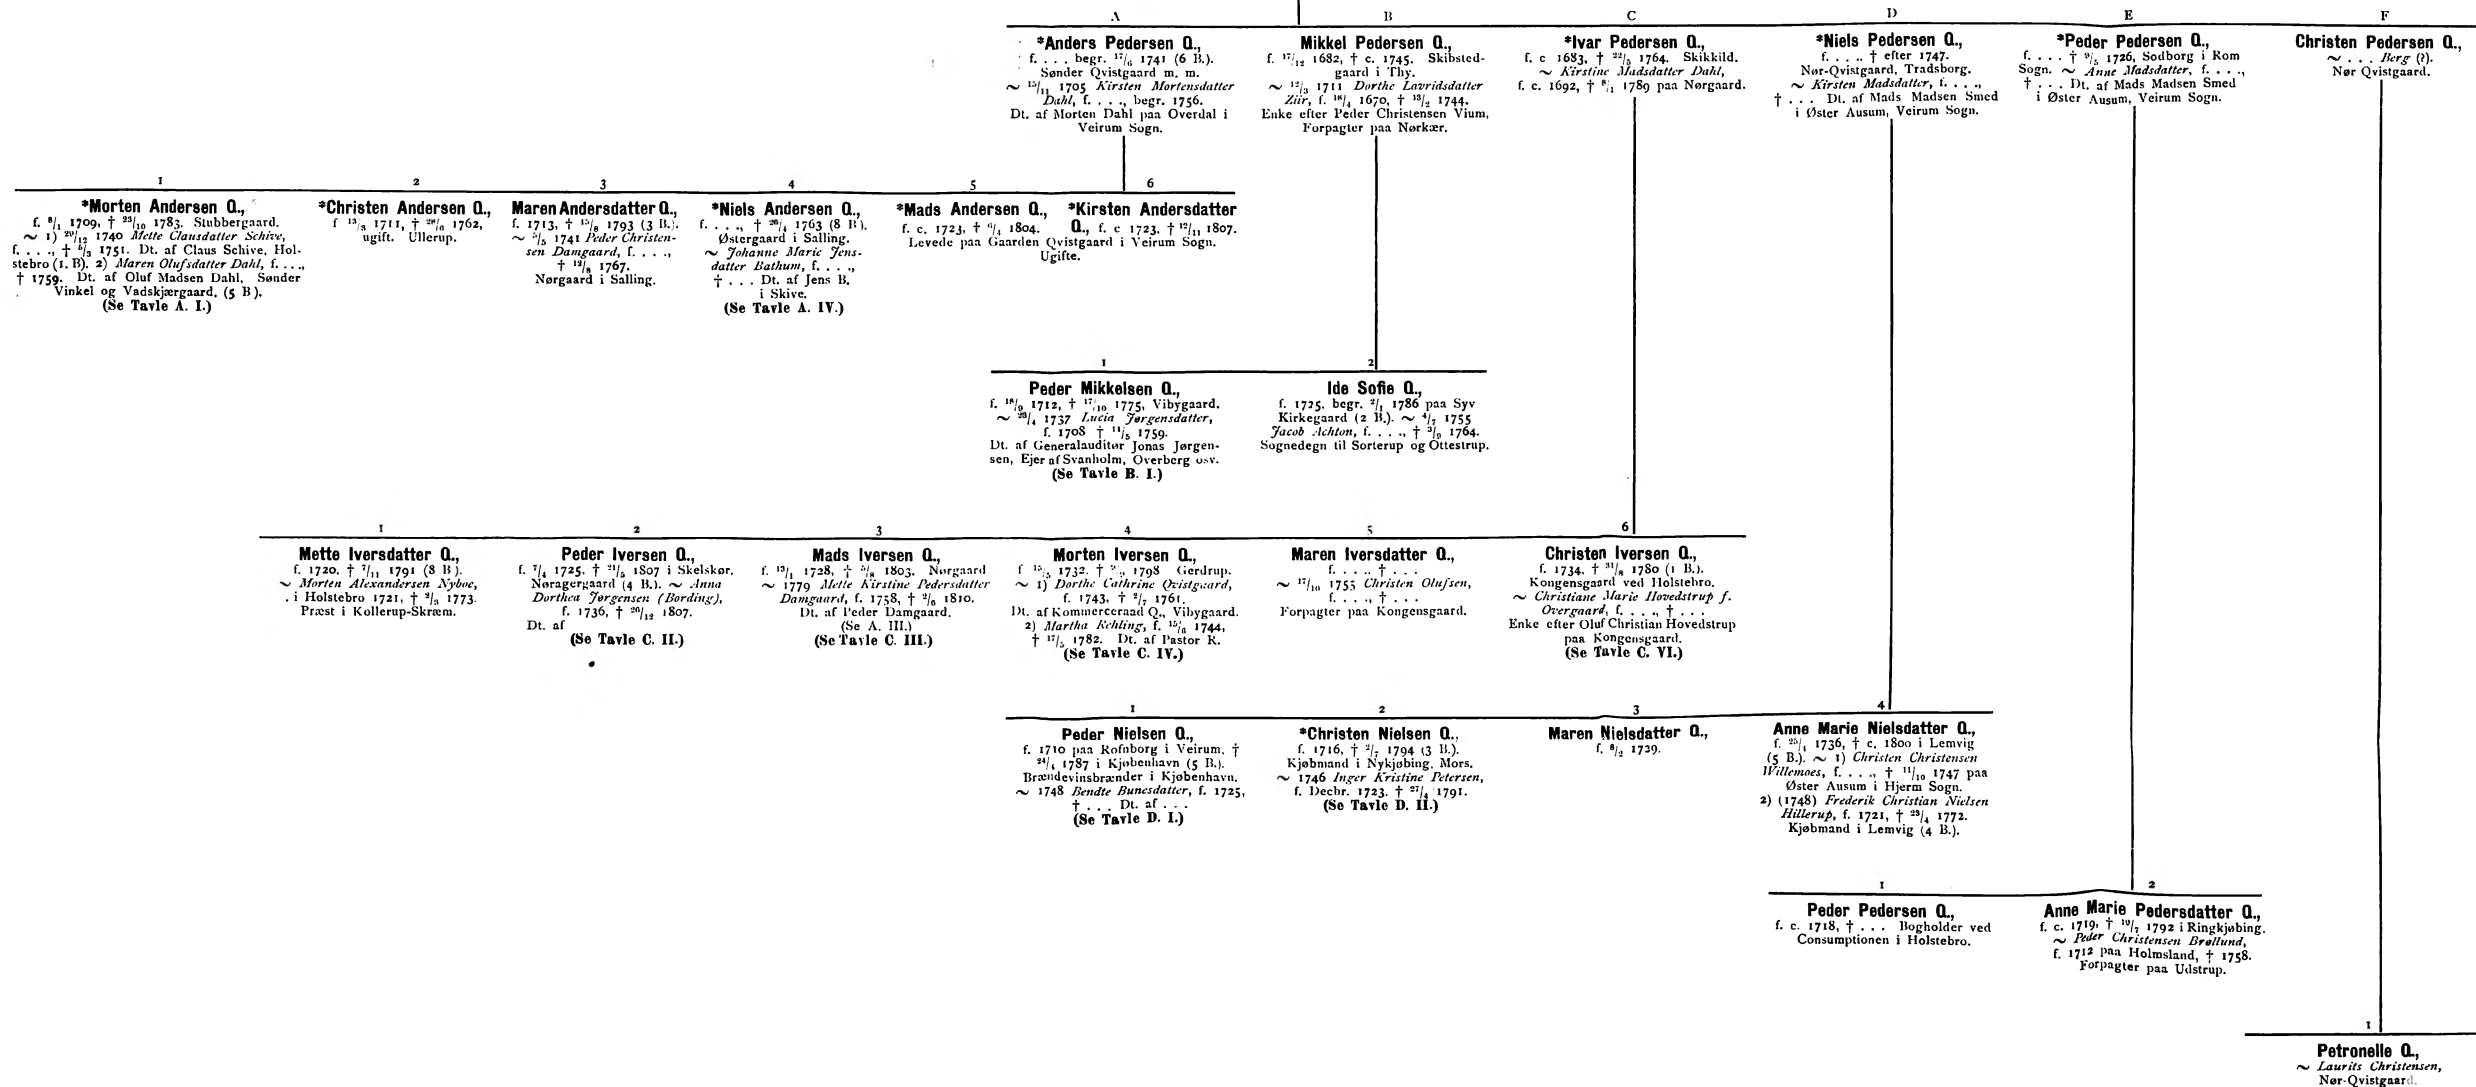 A B C D E F
*Anders Pedersen Q.,
f. . . . begr. 17/6 1741 (6 B.).
Sønder Qvistgaard m. m.
~ 15/11 1705 Kirsten Mortensdatter
Dahl, f. . . ., begr. 1756.
Dt. af Morten Dahl paa Overdal i
Veirum Sogn.
Mikkel Pedersen Q.,
f. 17/12 1682, † c. 1745. Skibsted-
gaard i Thy.
~ 12/3 1711 Dorthe Lavridsdatter
Ziir, f. 18/4 1670, † 13/2 1744.
Enke efter Peder Christensen Vium,
Forpagter paa Nørkær.
*Ivar Pedersen Q.,
f. c 1683, † 22/5 1764. Skikkild.
~ Kirstine Madsdatter Dahl,
f. c. 1692, † 8/1 1789 paa Nørgaard.
*Niels Pedersen Q.,
f. . . . † efter 1747.
Nør-Qvistgaard, Tradsborg.
~ Kirsten Madsdatter, f. . . .,
† . . . Dt. af Mads Madsen Smed
i Øster Ausum, Veirum Sogn.
*Peder Pedersen Q.,
f. . . . † 9/5 1726, Sodborg i Rom
Sogn. ~ Anne Madsdatter, f. . . .,
† . . . Dt. af Mads Madsen Smed
i Øster Ausum, Veirum Sogn.
Christen Pedersen Q.,
~ . . . Berg (?).
Nør Qvistgaard.
1 2 3 4 5 6
*Morten Andersen Q.,
f. 8/1 1709, † 23/10 1783. Stubbergaard.
~ 1) 29/12 1740 Mette Clausdatter Schive,
f. . . ., † 5/3 1751. Dt. af Claus Schive, Hol-
stebro (1. B). 2) Maren Olufsdatter Dahl, f. . . .,
† 1759. Dt. af Oluf Madsen Dahl, Sønder
Vinkel og Vadskjærgaard. (5 B).
(Se Tavle A. I.)
*Christen Andersen Q.,
f 13/3 1711, † 28/6 1762,
ugift. Ullerup.
Maren Andersdatter Q.,
f. 1713, † 15/8 1793 (3 B.).
~ 5/5 1741 Peder Christen-
sen Damgaard, f. . . .,
† 12/8 1767.
Nørgaard i Salling.
*Niels Andersen Q.,
f. . . ., † 26/4 1763 (8 B).
Østergaard i Salling.
~ Johanne Marie Jens-
datter Bathum, f. . . .,
† . . . Dt. af Jens B.
i Skive.
(Se Tavle A. IV.)
*Mads Andersen Q., *Kirsten Andersdatter
f. c. 1723, † /4 1804. Q., f. c 1723. † 12/11 1807.
Levede paa Gaarden Qvistgaard i Veirum Sogn.
Ugifte.
1 2
Peder Mikkelsen Q.,
f. 18/9 1712, † 17/10 1775, Vibygaard.
~ 23/4 1737 Lucia Jørgensdatter,
f. 1708 † 11/5 1759.
Dt. af Generalauditør Jonas Jørgen-
sen, Ejer af Svanholm, Overberg osv.
(Se Tavle B. I.)
Ide Sofie Q.,
f. 1725. begr. 2/1 1786 paa Syv
Kirkegaard (2 B.). ~ 4/7 1755
Jacob Achton, f. . . ., † 3/9 1764.
Sognedegn til Sorterup og Ottestrup.
1 2 3 4 5 6
Mette Iversdatter Q.,
f. 1720. † 7/11 1791 (8 B).
~ Morten Alexandersen Nyboe,
. i Holstebro 1721, † 2/3 1773.
Præst i Kollerup-Skræm.
Peder Iversen Q.,
f. 7/4 1725. † 21/5 1807 i Skelskør.
Nøragergaard (4 B.). ~ Anna
Dorthea Jørgensen (Bording),
f. 1736, † 20/12 1807.
Dt. af
(Se Tavle C. II.)
Mads Iversen Q.,
f. 13/1 1728, † 5/8 1803. Nørgaard
~ 1779 Mette Kirstine Pedersdatter
Damgaard, f. 1758, † 2/6 1810.
Dt. af Peder Damgaard.
(Se A. III.)
(Se Tavle C. III.)
Morten Iversen Q.,
f 15/5 1732. † 1798 Gerdrup.
~ 1) Dorthe Cathrine Qvistgaard,
f. 1743, † 2/7 1761.
Dt. af Kommerceraad Q., Vibygaard.
2) Martha Rehling, f. 15/6 1744,
† 17/5 1782. Dt. af Pastor R.
(Se Tavle C. IV.)
Maren Iversdatter Q.,
f. . . . † . . .
~ 17/10 1755 Christen Olufsen,
f. . . ., † . . .
Forpagter paa Kongensgaard.
Christen Iversen Q.,
f. 1734. † 31/8 1780 (1 B.).
Kongensgaard ved Holstebro.
~ Christiane Marie Hovedstrup f.
Overgaard, f. . . ., † . . .
Enke efter Oluf Christian Hovedstrup
paa Kongensgaard.
(Se Tavle C. VI.)
1 2 3 4
Peder Nielsen Q.,
f. 1710 paa Rofnborg i Veirum, †
24/4 1787 i Kjøbenhavn (5 B.).
Brændevinsbrænder i Kjøbenhavn.
~ 1748 Bendte Bunesdatter, f. 1725,
† . . . Dt. af . . .
(Se Tavle D. I.)
*Christen Nielsen Q.,
f. 1716, † 2/7 1794 (3 B.).
Kjøbmand i Nykjøbing. Mors.
~ 1746 Inger Kristine Petersen,
f. Decbr. 1723. † 27/4 1791.
(Se Tavle D. II.)
Maren Nielsdatter Q.,
f. 8/2 1729.
Anne Marie Nielsdatter Q.,
f. 25/4 1736, † c. 1800 i Lemvig
(5 B.). ~ 1) Christen Christensen
Willemoes, f. . . ., † 11/10 1747 paa
Øster Ausum i Hjerm Sogn.
2) (1748) Frederik Christian Nielsen
Hillerup, f. 1721, † 23/4 1772.
Kjøbmand i Lemvig (4 B.).
1 2
Peder Pedersen Q.,
f. c. 1718, † . . . Bogholder ved
Consumptionen i Holstebro.
Anne Marie Pedersdatter Q.,
f. c. 1719, † 19/7 1792 i Ringkjøbing.
~ Peder Christensen Brøllund,
f. 1712 paa Holmsland, † 1758.
Forpagter paa Udstrup.
1
Petronelle Q.,
~ Laurits Christensen,
Nør-Qvistgaard.